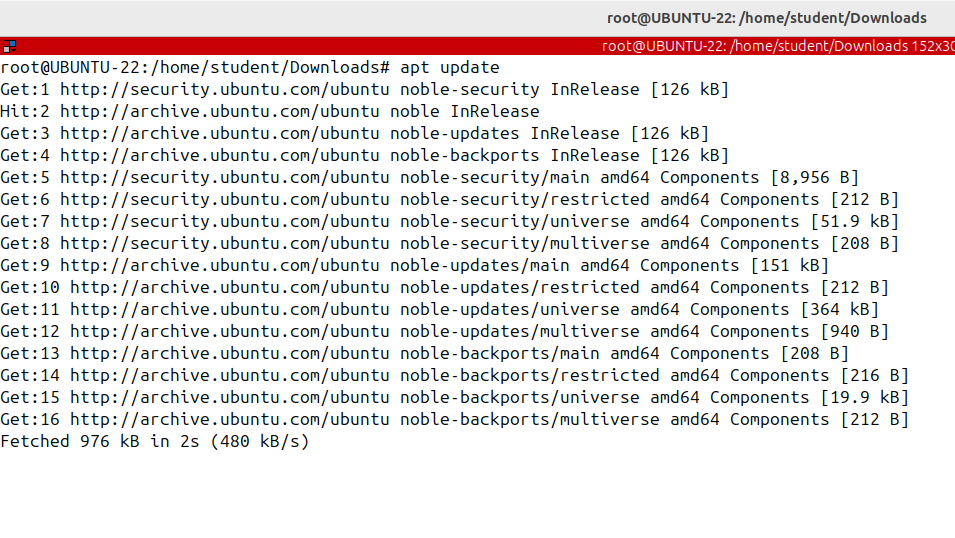 root@UBUNTU-22: /home/student/Downloads
root@UBUNTU-22: /home/student/Downloads 152x30
root@UBUNTU-22:/home/student/Downloads# apt update
Get:1 http://security.ubuntu.com/ubuntu noble-security InRelease [126 kB]
Hit:2 http://archive.ubuntu.com/ubuntu noble InRelease
Get:3 http://archive.ubuntu.com/ubuntu noble-updates InRelease [126 kB]
Get:4 http://archive.ubuntu.com/ubuntu noble-backports InRelease [126 kB]
Get:5 http://security.ubuntu.com/ubuntu noble-security/main amd64 Components [8,956 B]
Get:6 http://security.ubuntu.com/ubuntu noble-security/restricted amd64 Components [212 B]
Get:7 http://security.ubuntu.com/ubuntu noble-security/universe amd64 Components [51.9 kB]
Get:8 http://security.ubuntu.com/ubuntu noble-security/multiverse amd64 Components [208 B]
Get:9 http://archive.ubuntu.com/ubuntu noble-updates/main amd64 Components [151 kB]
Get:10 http://archive.ubuntu.com/ubuntu noble-updates/restricted amd64 Components [212 B]
Get:11 http://archive.ubuntu.com/ubuntu noble-updates/universe amd64 Components [364 kB]
Get:12 http://archive.ubuntu.com/ubuntu noble-updates/multiverse amd64 Components [940 B]
Get:13 http://archive.ubuntu.com/ubuntu noble-backports/main amd64 Components [208 B]
Get:14 http://archive.ubuntu.com/ubuntu noble-backports/restricted amd64 Components [216 B]
Get:15 http://archive.ubuntu.com/ubuntu noble-backports/universe amd64 Components [19.9 kB]
Get:16 http://archive.ubuntu.com/ubuntu noble-backports/multiverse amd64 Components [212 B]
Fetched 976 kB in 2s (480 kB/s)